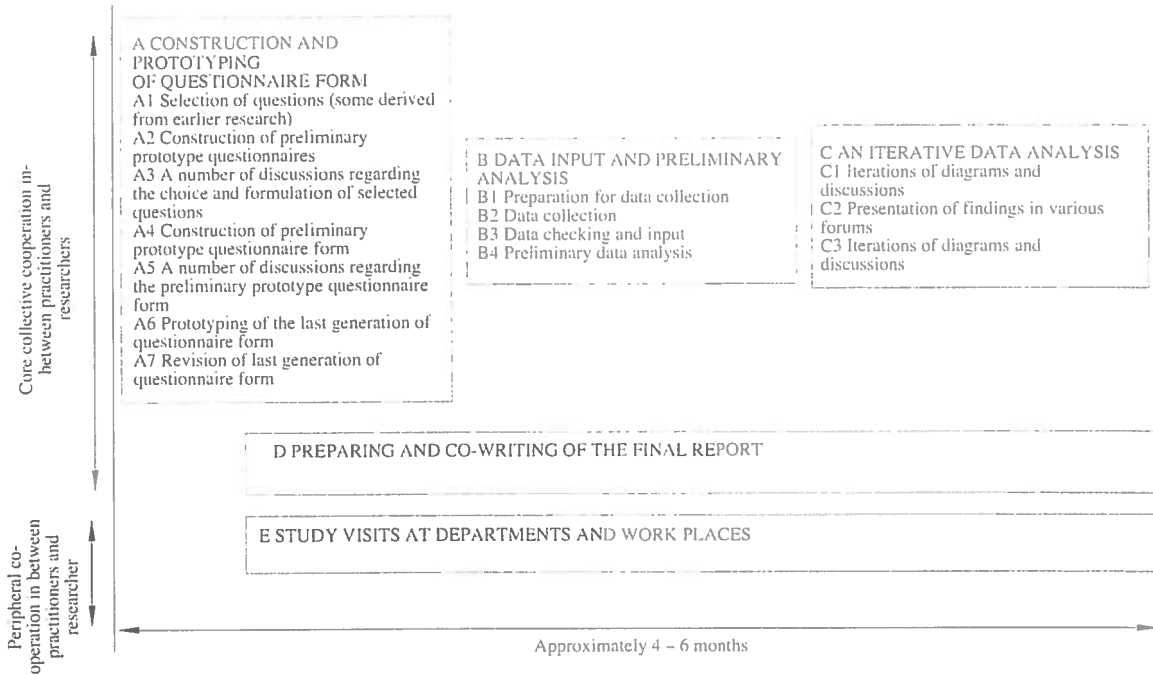 Core collective cooperation in-
between practitioners and
researchers
A CONSTRUCTION AND
PROTOTYPING
OF QUESTIONNAIRE FORM
A1 Selection of questions (some derived
from earlier research)
A2 Construction of preliminary
prototype questionnaires
A3 A number of discussions regarding
the choice and formulation of selected
questions
A4 Construction of preliminary
prototype questionnaire form
A5 A number of discussions regarding
the preliminary prototype questionnaire
form
A6 Prototyping of the last generation of
questionnaire form
A7 Revision of last generation of
questionnaire form
B DATA INPUT AND PRELIMINARY
ANALYSIS
B1 Preparation for data collection
B2 Data collection
B3 Data checking and input
B4 Preliminary data analysis
C AN ITERATIVE DATA ANALYSIS
C1 Iterations of diagrams and
discussions
C2 Presentation of findings in various
forums
C3 Iterations of diagrams and
discussions
D PREPARING AND CO-WRITING OF THE FINAL REPORT
Peripheral co-
operation in between
practitioners and
researcher
E STUDY VISITS AT DEPARTMENTS AND WORK PLACES
Approximately 4 – 6 months